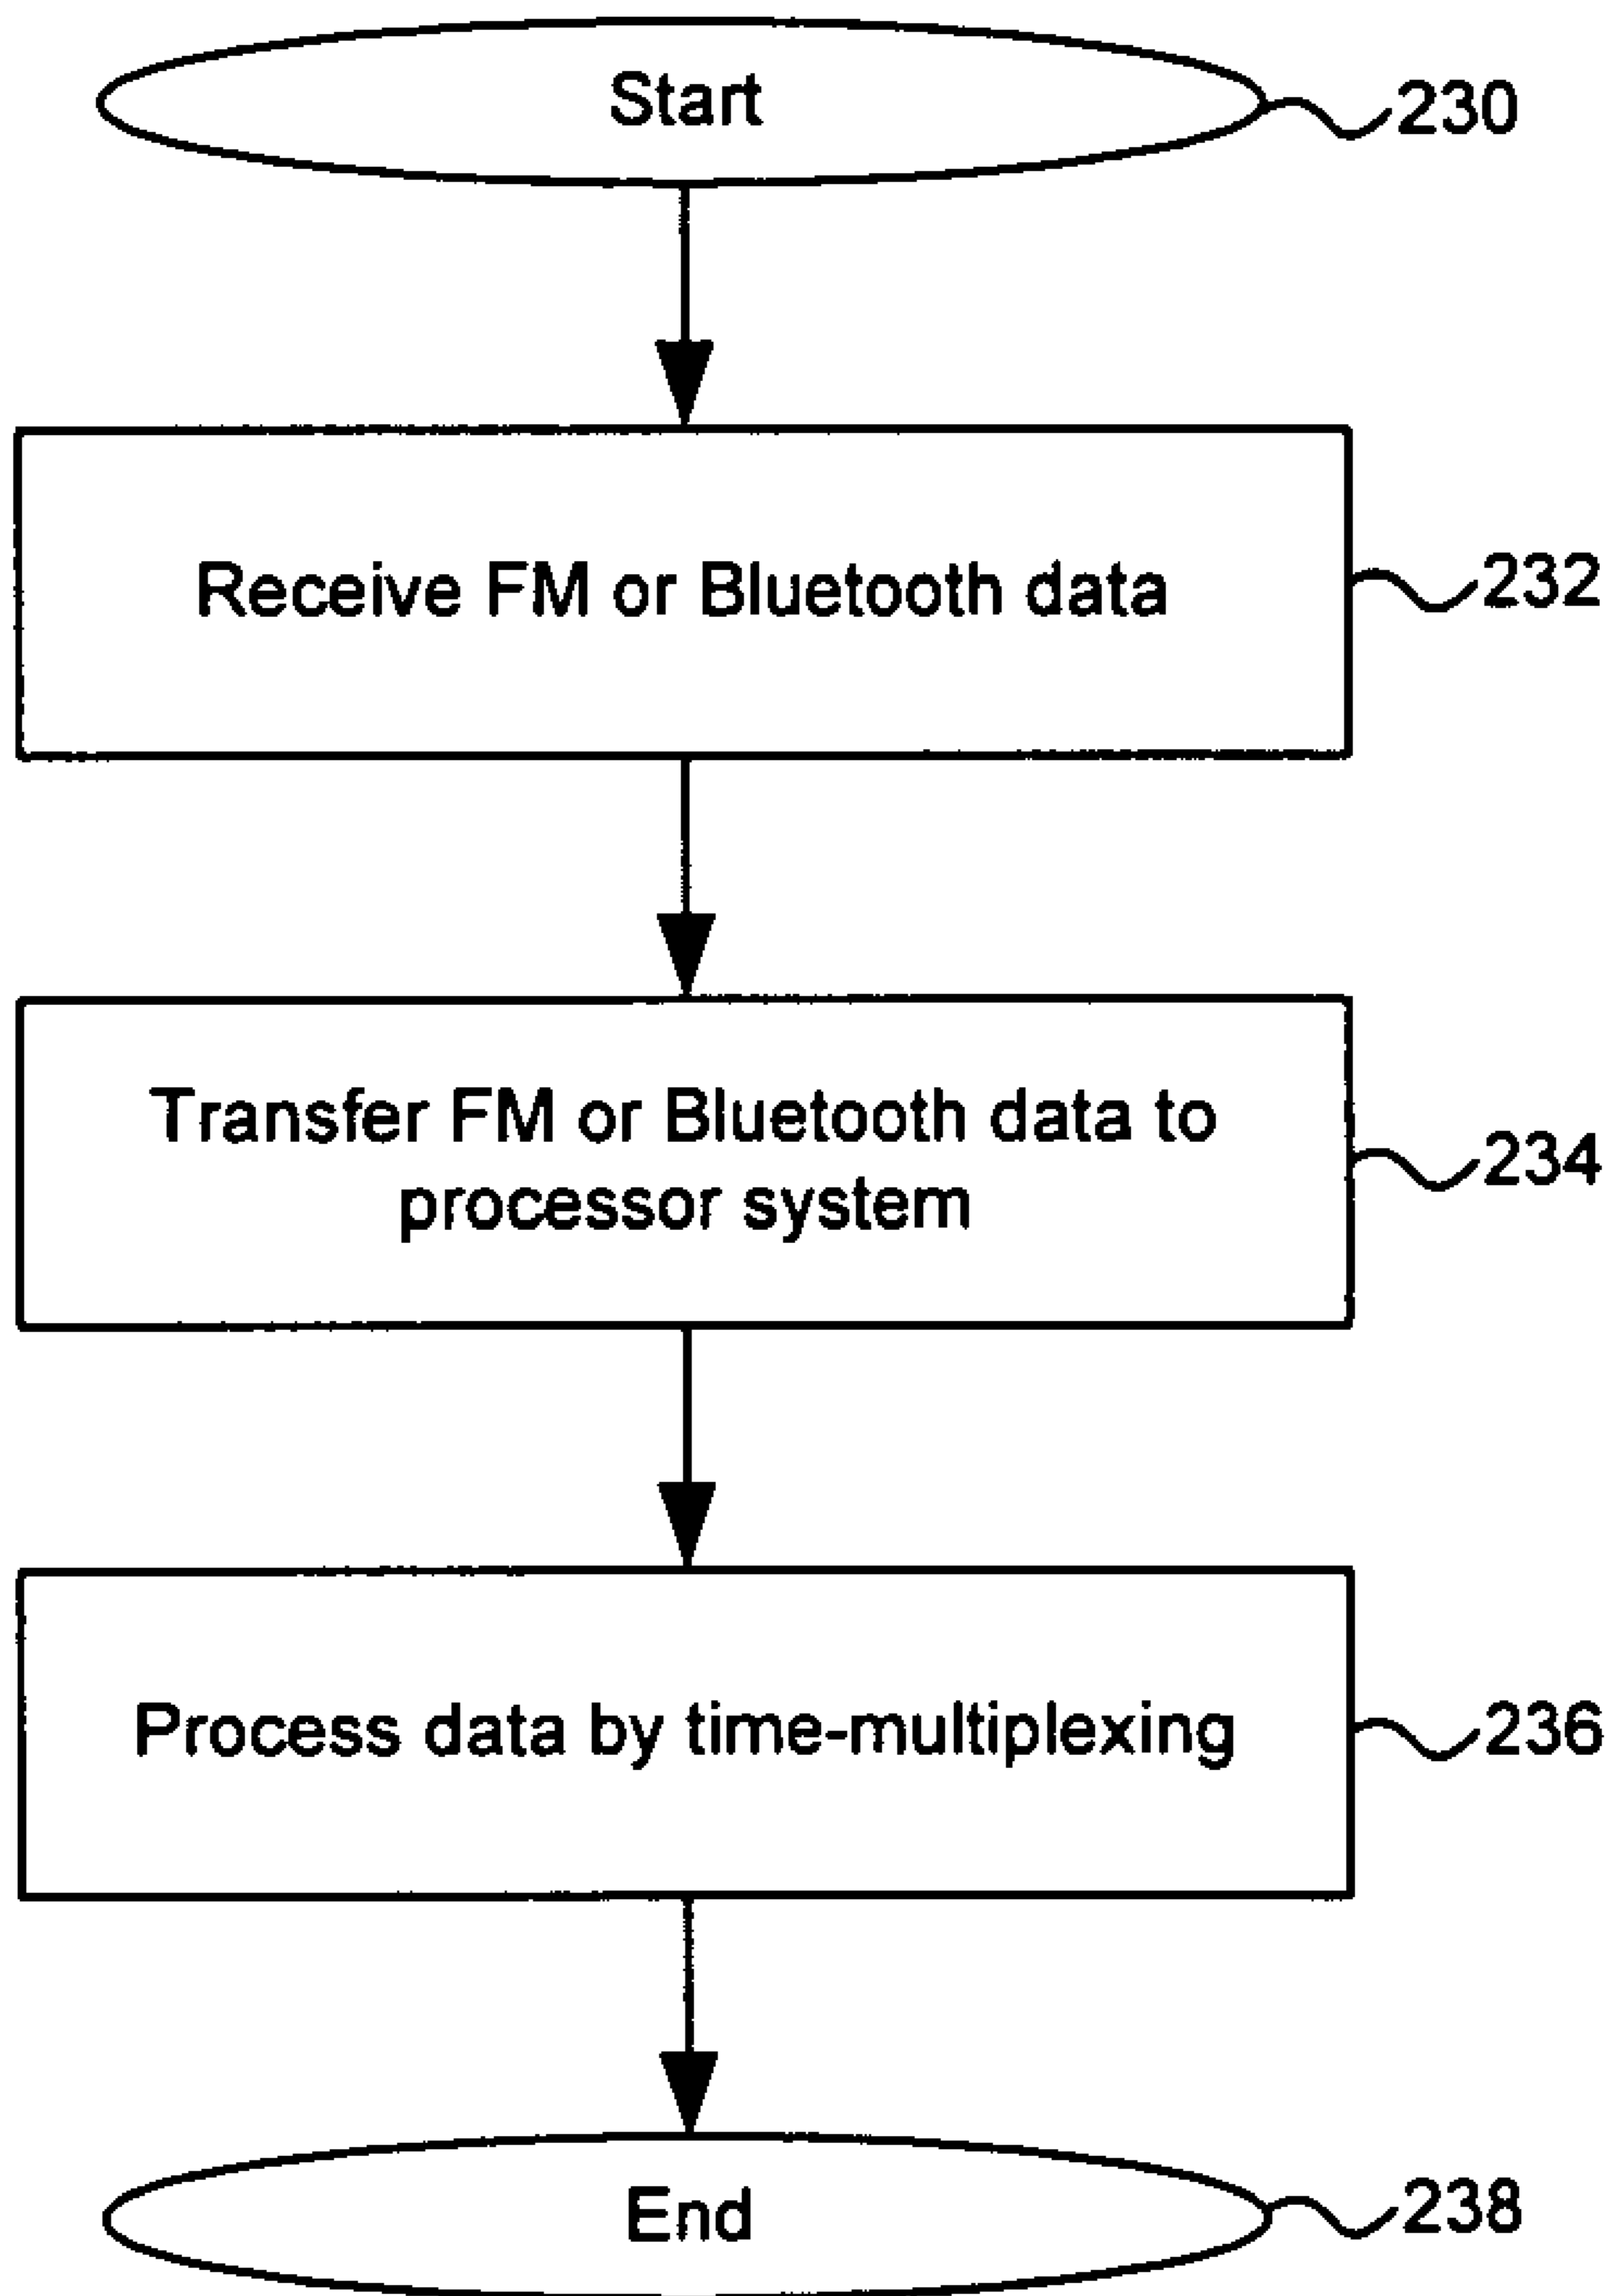 Start
230
Receive FM or Bluetooth data
232
Transfer FM or Bluetooth data to
processor system
234
Process data by time-multiplexing
236
End
238